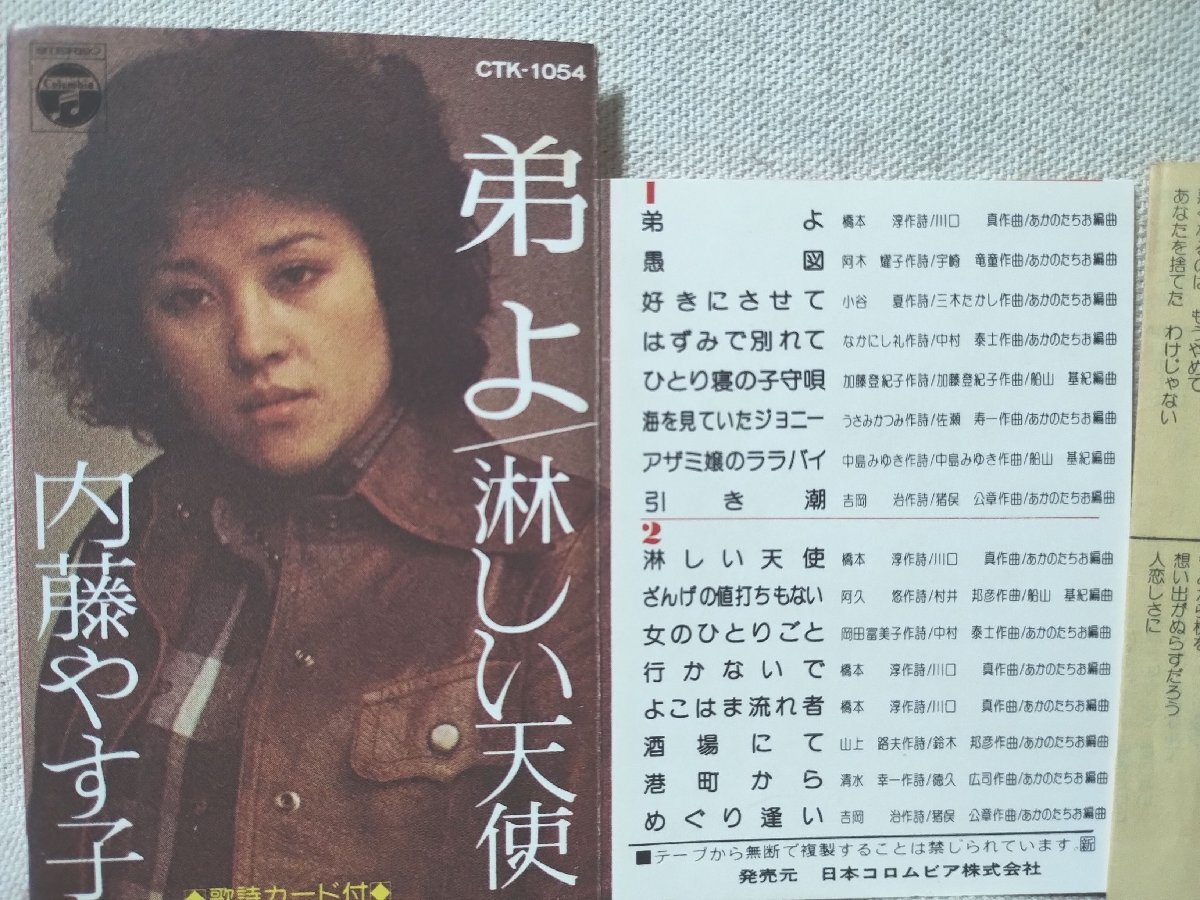 STEREO
Columbia
CTK-1054
弟よ/淋しい天使
内藤やす子
◆歌詩カード付◆
1
弟よ 橋本 淳作詩/川口 真作曲/あかのたちお編曲
愚図 阿木 燿子作詩/宇崎 竜童作曲/あかのたちお編曲
好きにさせて 小谷 夏作詩/三木たかし作曲/あかのたちお編曲
はずみで別れて なかにし礼作詩/中村 泰士作曲/あかのたちお編曲
ひとり寝の子守唄 加藤登紀子作詩/加藤登紀子作曲/船山 基紀編曲
海を見ていたジョニー うさみかつみ作詩/佐瀬 寿一作曲/あかのたちお編曲
アザミ嬢のララバイ 中島みゆき作詩/中島みゆき作曲/船山 基紀編曲
引き潮 吉岡 治作詩/猪俣 公章作曲/あかのたちお編曲
2
淋しい天使 橋本 淳作詩/川口 真作曲/あかのたちお編曲
ざんげの値打ちもない 阿久 悠作詩/村井 邦彦作曲/船山 基紀編曲
女のひとりごと 岡田冨美子作詩/中村 泰士作曲/あかのたちお編曲
行かないで 橋本 淳作詩/川口 真作曲/あかのたちお編曲
よこはま流れ者 橋本 淳作詩/川口 真作曲/あかのたちお編曲
酒場にて 山上 路夫作詩/鈴木 邦彦作曲/あかのたちお編曲
港町から 清水 幸一作詩/徳久 広司作曲/あかのたちお編曲
めぐり逢い 吉岡 治作詩/猪俣 公章作曲/あかのたちお編曲
■テープから無断で複製することは禁じられています。新
発売元 日本コロムビア株式会社
もうやめて
わけじゃない
あなたを捨てた
想い出がぬらすだろう
人恋しさに